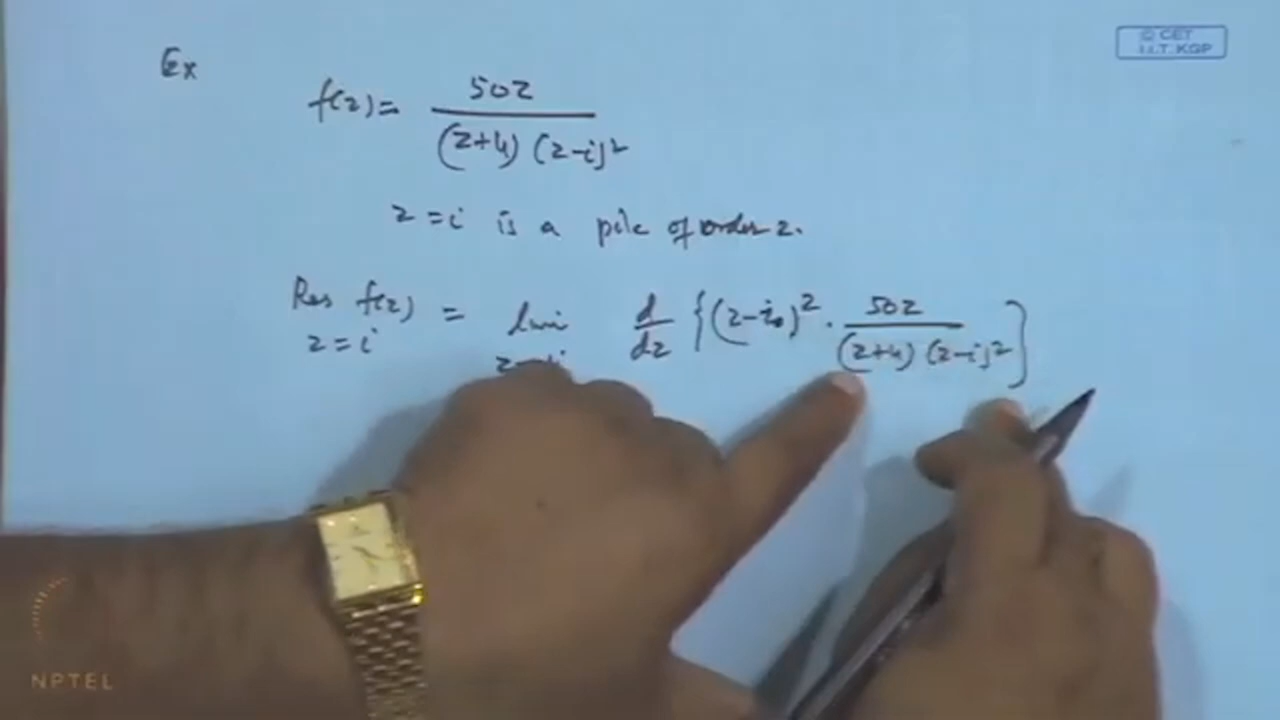 © CET
I.I.T. KGP
Ex
f(z) = 50z / (z+4) (z-i)²
z = i is a pole of order 2.
Res f(z) = lim d/dz {(z-i)² · 50z / (z+4) (z-i)²}
z = i z→i
NPTEL